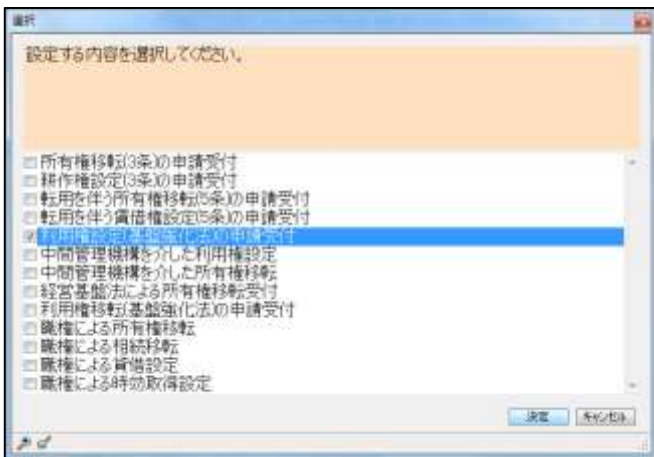 選択
設定する内容を選択してください。
所有権移転(3条)の申請受付
耕作権設定(3条)の申請受付
転用を伴う所有権移転(5条)の申請受付
転用を伴う賃借権設定(5条)の申請受付
利用権設定(基盤強化法)の申請受付
中間管理機構を介した利用権設定
中間管理機構を介した所有権移転
経営基盤法による所有権移転受付
利用権移転(基盤強化法)の申請受付
職権による所有権移転
職権による相続移転
職権による賃借設定
職権による時効取得設定
決定 キャンセル